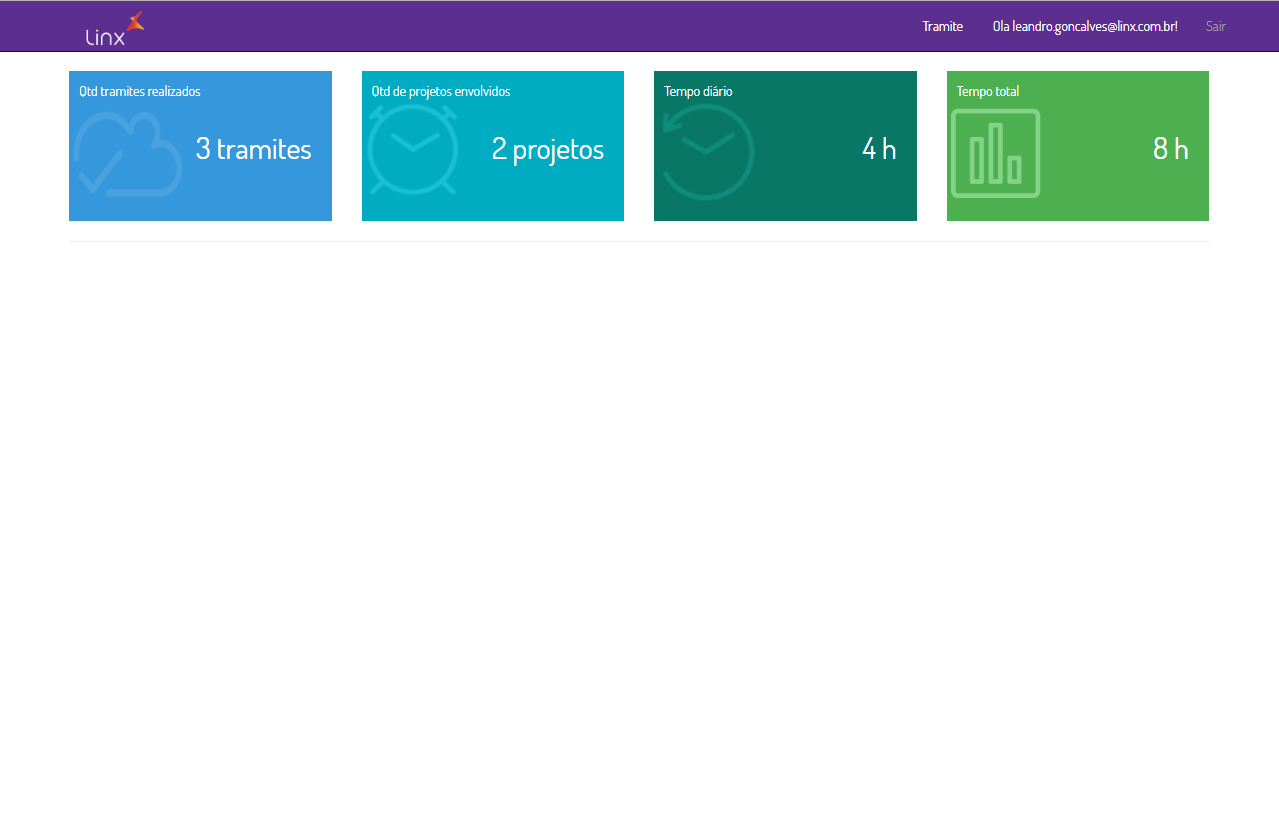 Linx
Tramite
Ola leandro.goncalves@linx.com.br!
Sair
Qtd tramites realizados
3 tramites
Qtd de projetos envolvidos
2 projetos
Tempo diário
4 h
Tempo total
8 h